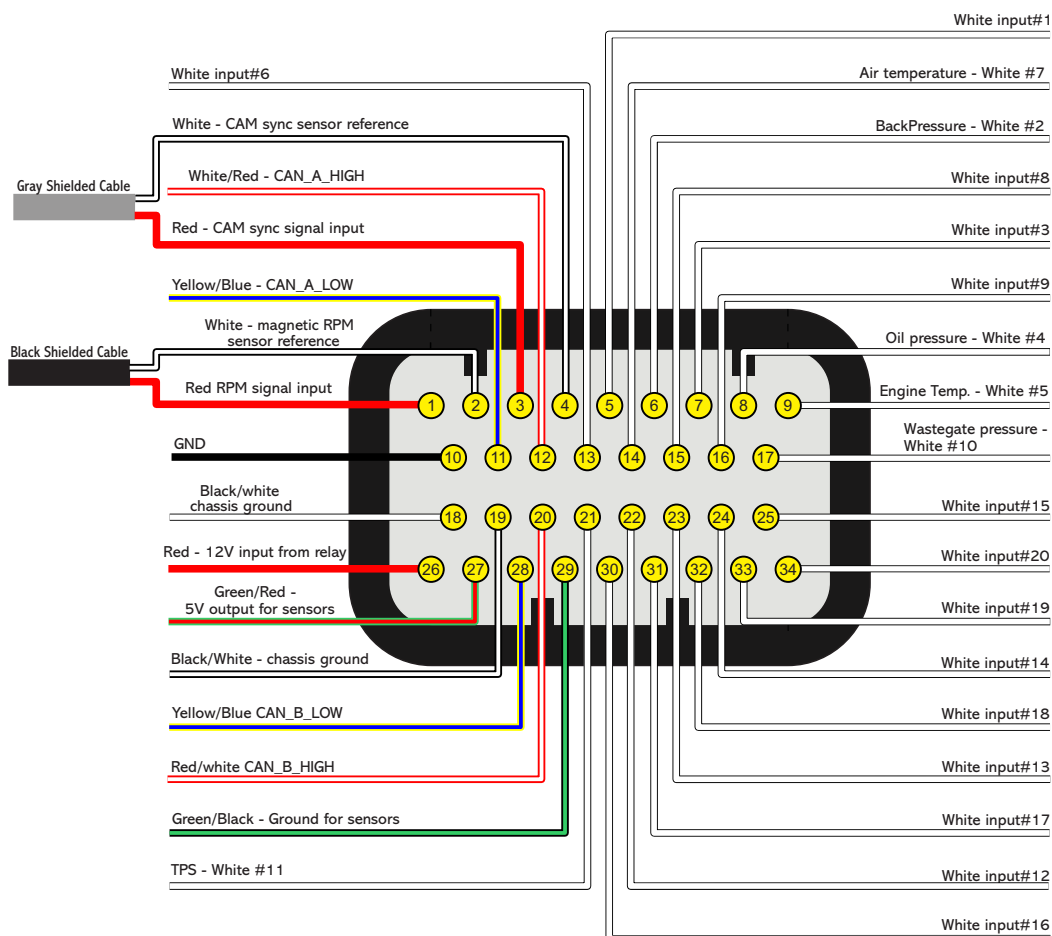 White input#1
White input#6
Air temperature - White #7
White - CAM sync sensor reference
BackPressure - White #2
White/Red - CAN_A_HIGH
White input#8
Gray Shielded Cable
Red - CAM sync signal input
White input#3
Yellow/Blue - CAN_A_LOW
White input#9
White - magnetic RPM
sensor reference
Oil pressure - White #4
Black Shielded Cable
Red RPM signal input
Engine Temp. - White #5
1 2 3 4 5 6 7 8 9
GND
Wastegate pressure -
White #10
10 11 12 13 14 15 16 17
Black/white
chassis ground
White input#15
18 19 20 21 22 23 24 25
Red - 12V input from relay
White input#20
26 27 28 29 30 31 32 33 34
Green/Red -
5V output for sensors
White input#19
Black/White - chassis ground
White input#14
Yellow/Blue CAN_B_LOW
White input#18
Red/white CAN_B_HIGH
White input#13
Green/Black - Ground for sensors
White input#17
TPS - White #11
White input#12
White input#16